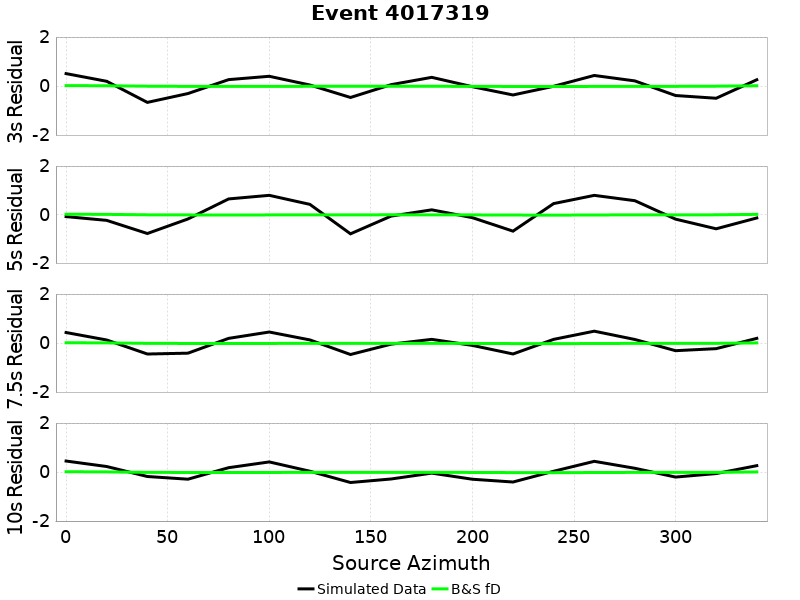 Event 4017319
2
0
-2
3s Residual
2
0
-2
5s Residual
2
0
-2
7.5s Residual
2
0
-2
10s Residual
0 50 100 150 200 250 300
Source Azimuth
Simulated Data B&S fD